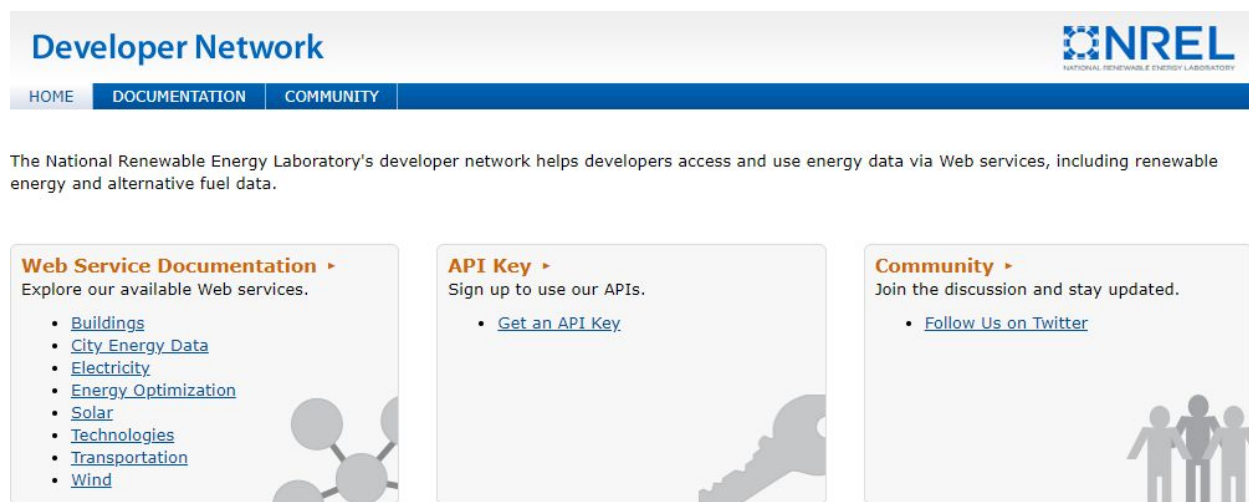 Developer Network
NREL
NATIONAL RENEWABLE ENERGY LABORATORY
HOME DOCUMENTATION COMMUNITY
The National Renewable Energy Laboratory's developer network helps developers access and use energy data via Web services, including renewable
energy and alternative fuel data.
Web Service Documentation
Explore our available Web services.
Buildings
City Energy Data
Electricity
Energy Optimization
Solar
Technologies
Transportation
Wind
API Key
Sign up to use our APIs.
Get an API Key
Community
Join the discussion and stay updated.
Follow Us on Twitter